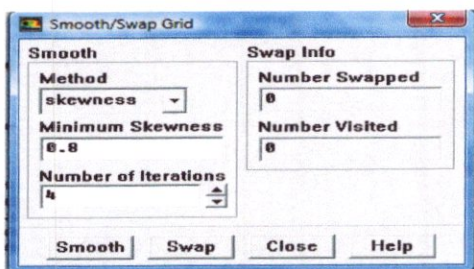 Smooth/Swap Grid
Smooth
Method
skewness
Minimum Skewness
0.8
Number of Iterations
4
Swap Info
Number Swapped
0
Number Visited
0
Smooth Swap Close Help